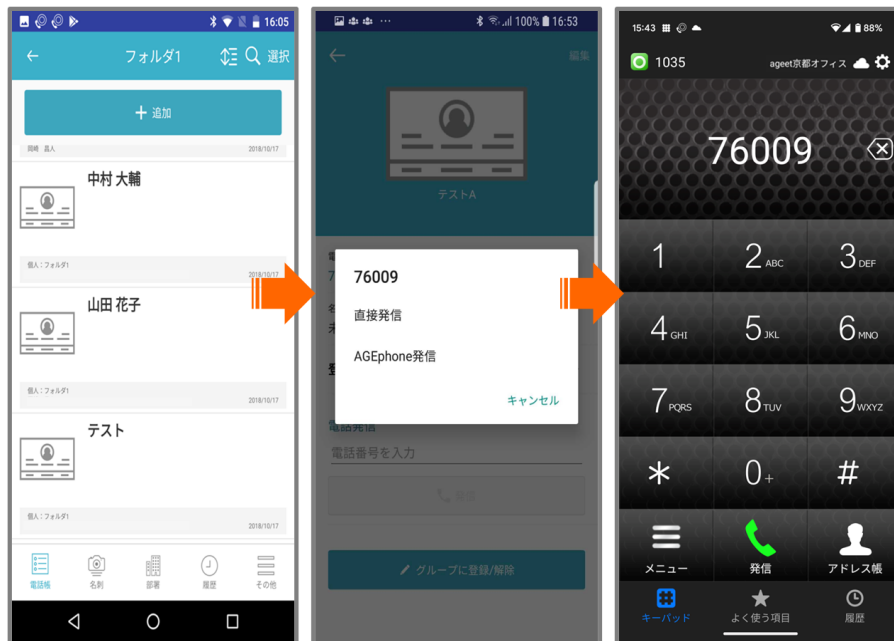 16:05
フォルダ1
選択
+ 追加
岡崎 昌人
2018/10/17
中村 大輔
個人：フォルダ1
2018/10/17
山田 花子
個人：フォルダ1
2018/10/17
テスト
個人：フォルダ1
2018/10/17
電話帳
名刺
部署
履歴
その他
100% 16:53
編集
テストA
76009
直接発信
AGEphone発信
キャンセル
電話発信
電話番号を入力
グループに登録/解除
15:43
88%
1035
ageet京都オフィス
76009
1
2 ABC
3 DEF
4 GHI
5 JKL
6 MNO
7 PQRS
8 TUV
9 WXYZ
*
0 +
#
メニュー
発信
アドレス帳
キーパッド
よく使う項目
履歴